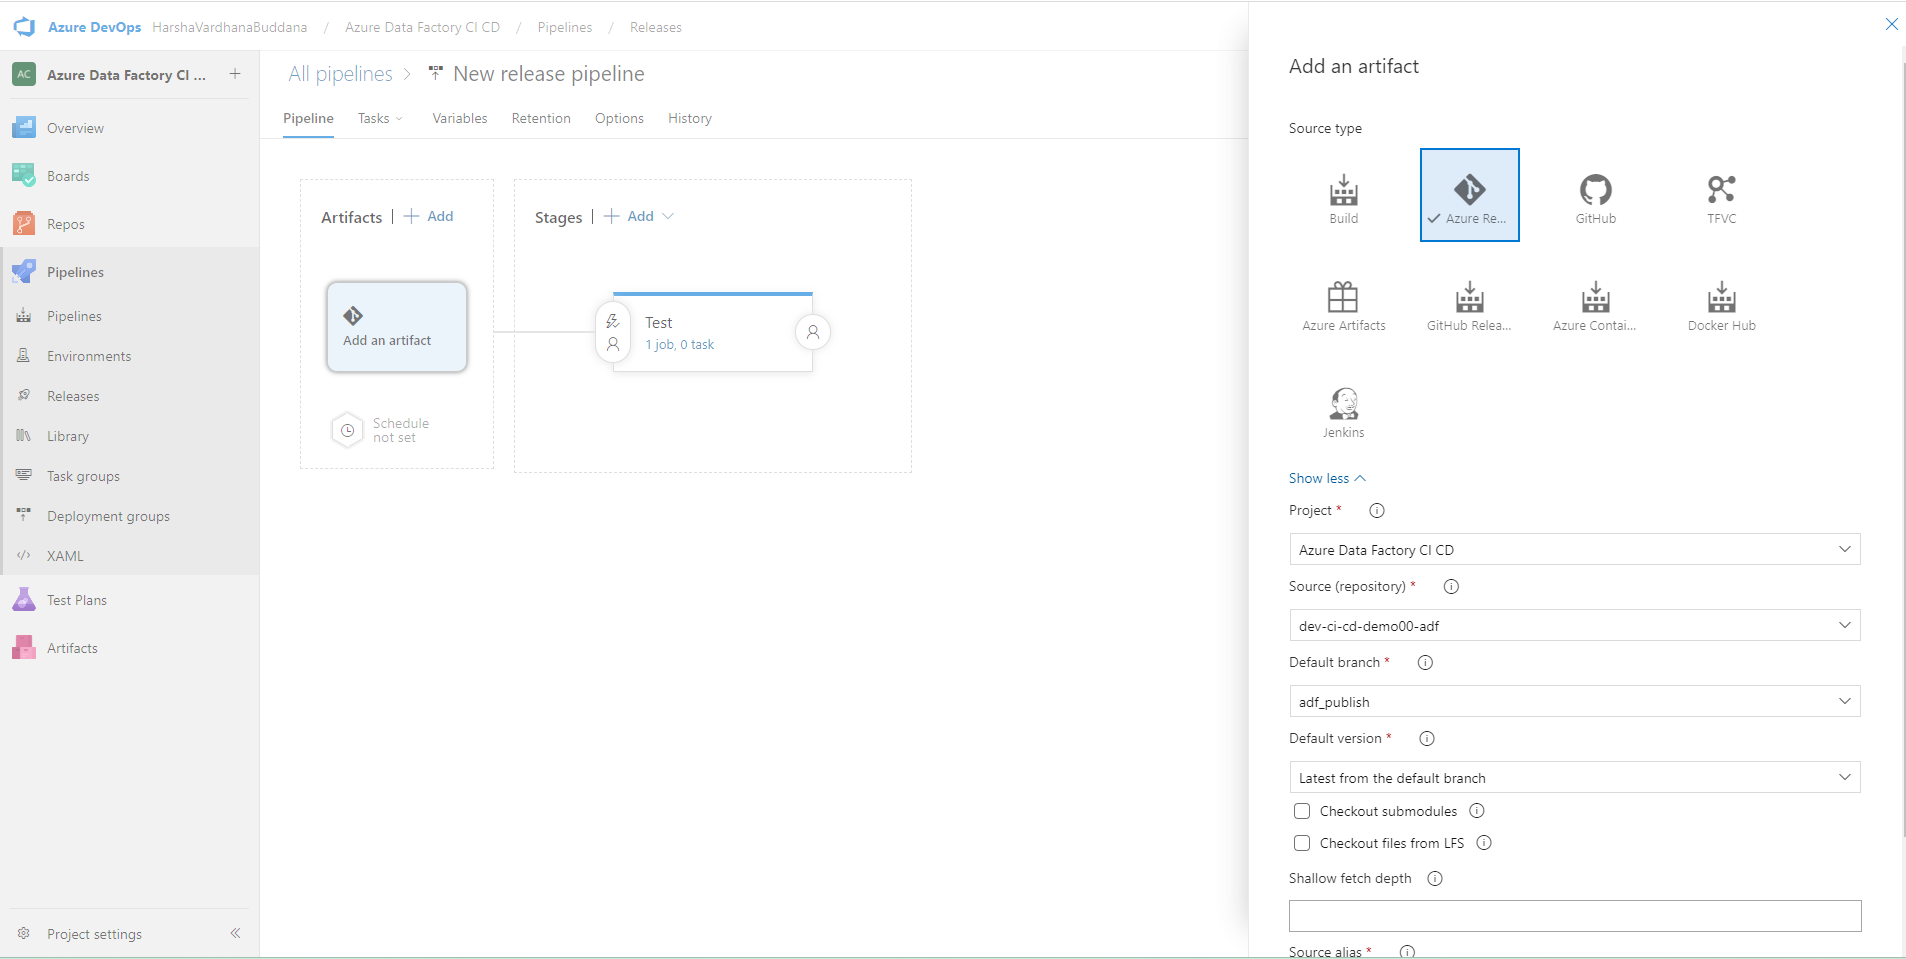 Azure DevOps HarshaVardhanaBuddana / Azure Data Factory CI CD / Pipelines / Releases
AC Azure Data Factory CI ... +
Overview
Boards
Repos
Pipelines
Pipelines
Environments
Releases
Library
Task groups
Deployment groups
XAML
Test Plans
Artifacts
Project settings
All pipelines > New release pipeline
Pipeline Tasks Variables Retention Options History
Artifacts | + Add
Add an artifact
Schedule
not set
Stages | + Add
Test
1 job, 0 task
Add an artifact
Source type
Build
Azure Re...
GitHub
TFVC
Azure Artifacts
GitHub Relea...
Azure Contai...
Docker Hub
Jenkins
Show less
Project *
Azure Data Factory CI CD
Source (repository) *
dev-ci-cd-demo00-adf
Default branch *
adf_publish
Default version *
Latest from the default branch
Checkout submodules
Checkout files from LFS
Shallow fetch depth
Source alias *